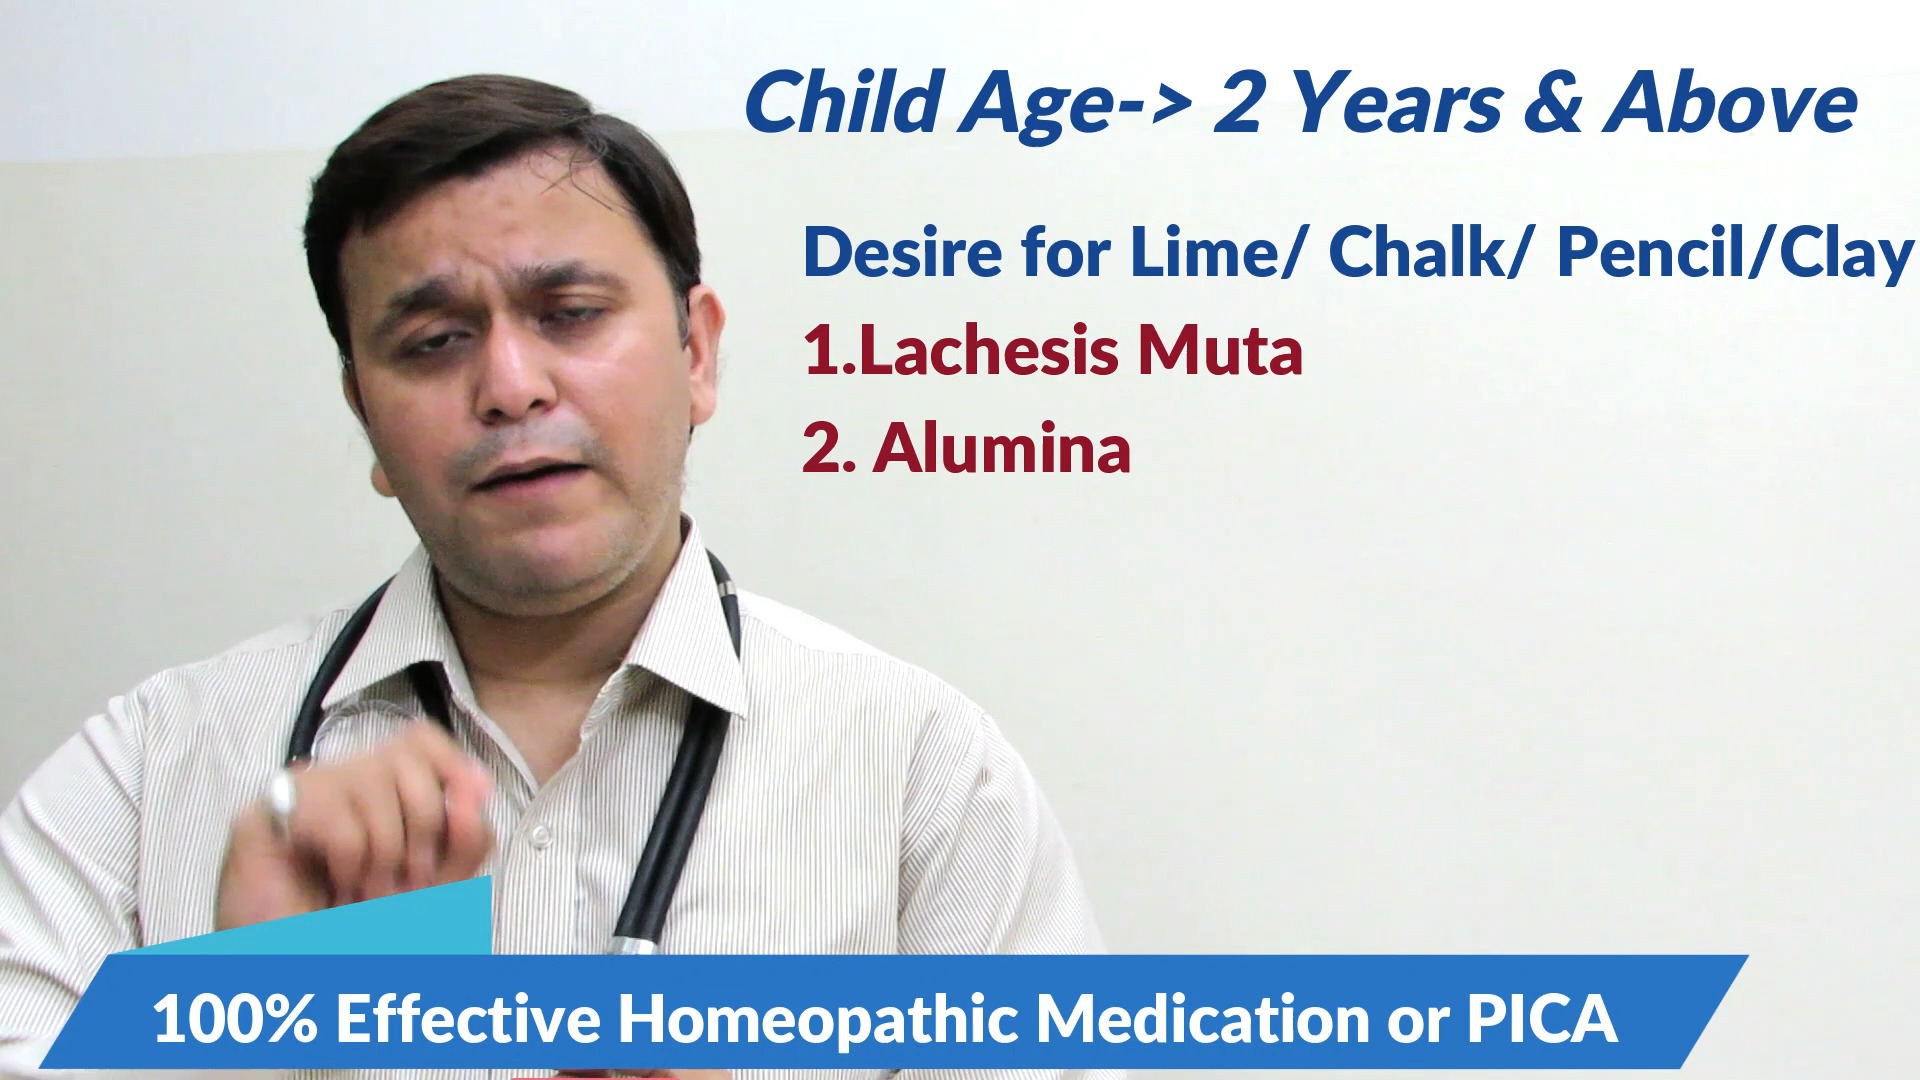 Child Age-> 2 Years & Above
Desire for Lime/ Chalk/ Pencil/Clay
1.Lachesis Muta
2. Alumina
100% Effective Homeopathic Medication or PICA